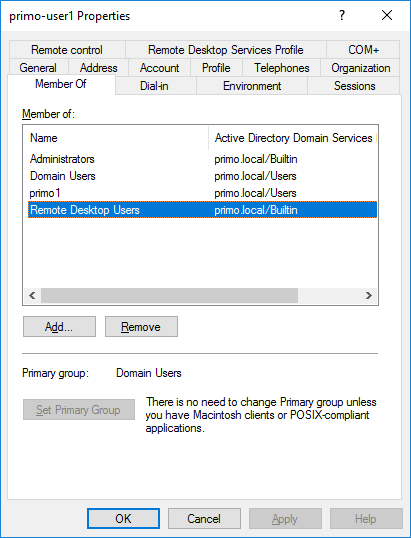 primo-user1 Properties
?
Remote control Remote Desktop Services Profile COM+
General Address Account Profile Telephones Organization
Member Of Dial-in Environment Sessions
Member of:
Name Active Directory Domain Services
Administrators primo.local/Builtin
Domain Users primo.local/Users
primo1 primo.local/Users
Remote Desktop Users primo.local/Builtin
Add... Remove
Primary group: Domain Users
Set Primary Group There is no need to change Primary group unless
you have Macintosh clients or POSIX-compliant
applications.
OK Cancel Apply Help